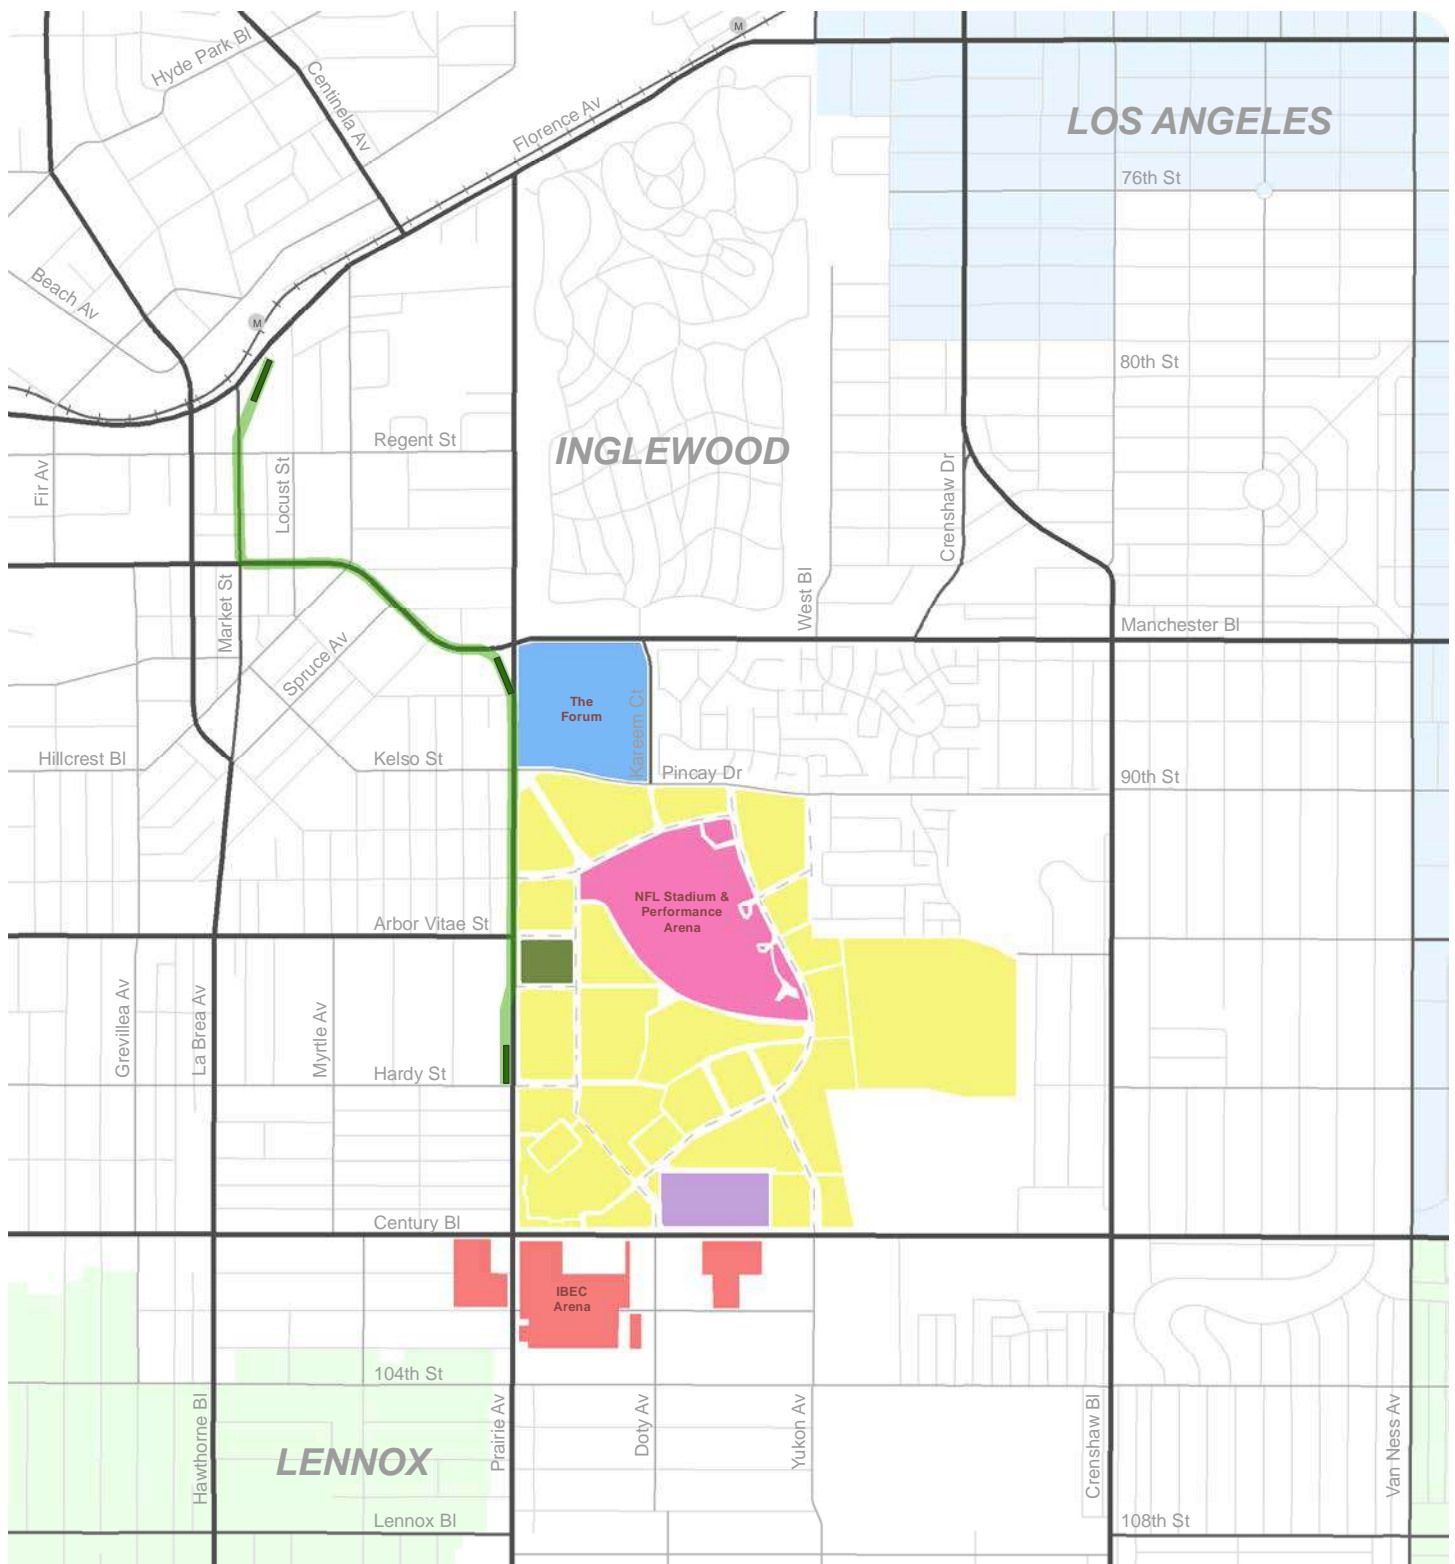 M
Hyde Park Bl
Centinela Av
Florence Av
LOS ANGELES
76th St
Beach Av
M
80th St
Regent St
INGLEWOOD
Fir Av
Locust St
Crenshaw Dr
Market St
West Bl
Manchester Bl
Spruce Av
The
Forum
Kareem Ct
Hillcrest Bl
Kelso St
Pincay Dr
90th St
NFL Stadium &
Performance
Arena
Arbor Vitae St
Grevillea Av
La Brea Av
Myrtle Av
Hardy St
Century Bl
IBEC
Arena
104th St
Hawthorne Bl
LENNOX
Prairie Av
Doty Av
Yukon Av
Crenshaw Bl
Van Ness Av
Lennox Bl
108th St